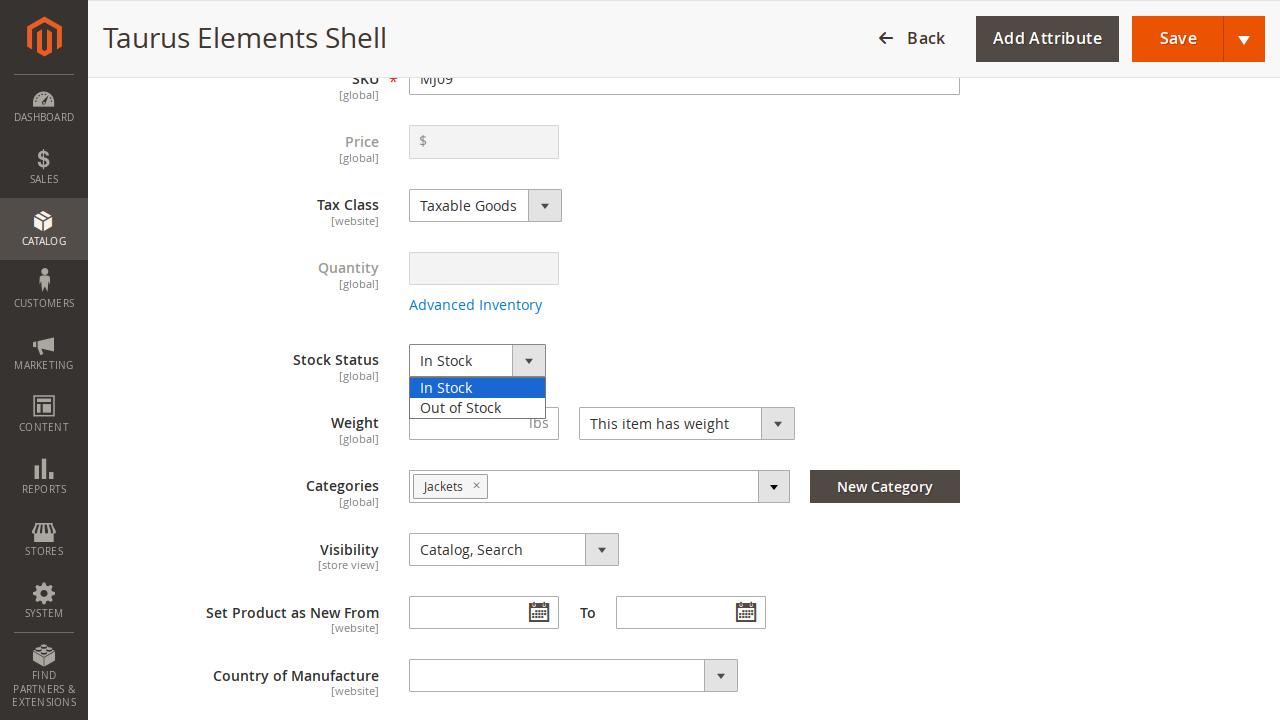 Taurus Elements Shell
Back
Add Attribute
Save
DASHBOARD
SALES
CATALOG
CUSTOMERS
MARKETING
CONTENT
REPORTS
STORES
SYSTEM
FIND
PARTNERS &
EXTENSIONS
SKU * MJ09
[global]
Price $
[global]
Tax Class Taxable Goods
[website]
Quantity
[global]
Advanced Inventory
Stock Status In Stock
[global]
In Stock
Out of Stock
Weight lbs This item has weight
[global]
Categories Jackets × New Category
[global]
Visibility Catalog, Search
[store view]
Set Product as New From To
[website]
Country of Manufacture
[website]